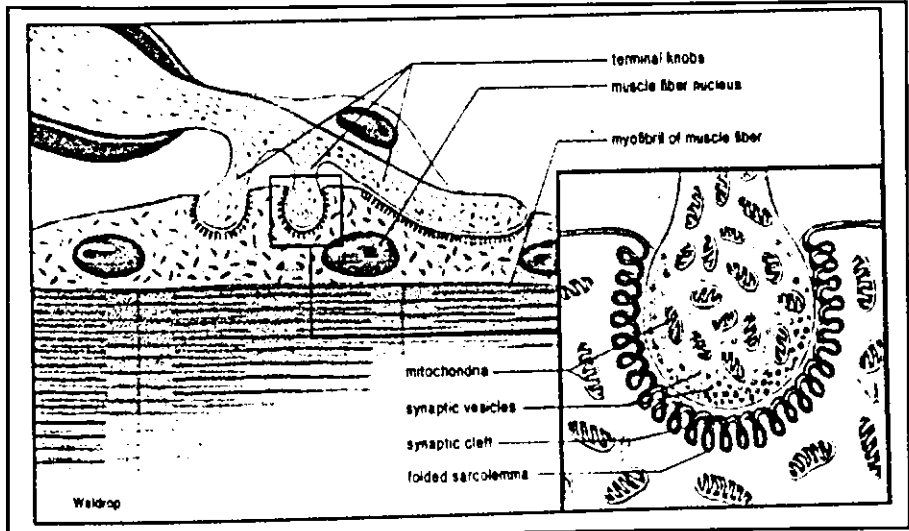 terminal knobs
muscle fiber nucleus
myofibril of muscle fiber
mitochondria
synaptic vesicles
synaptic cleft
folded sarcolemma
Waldrop